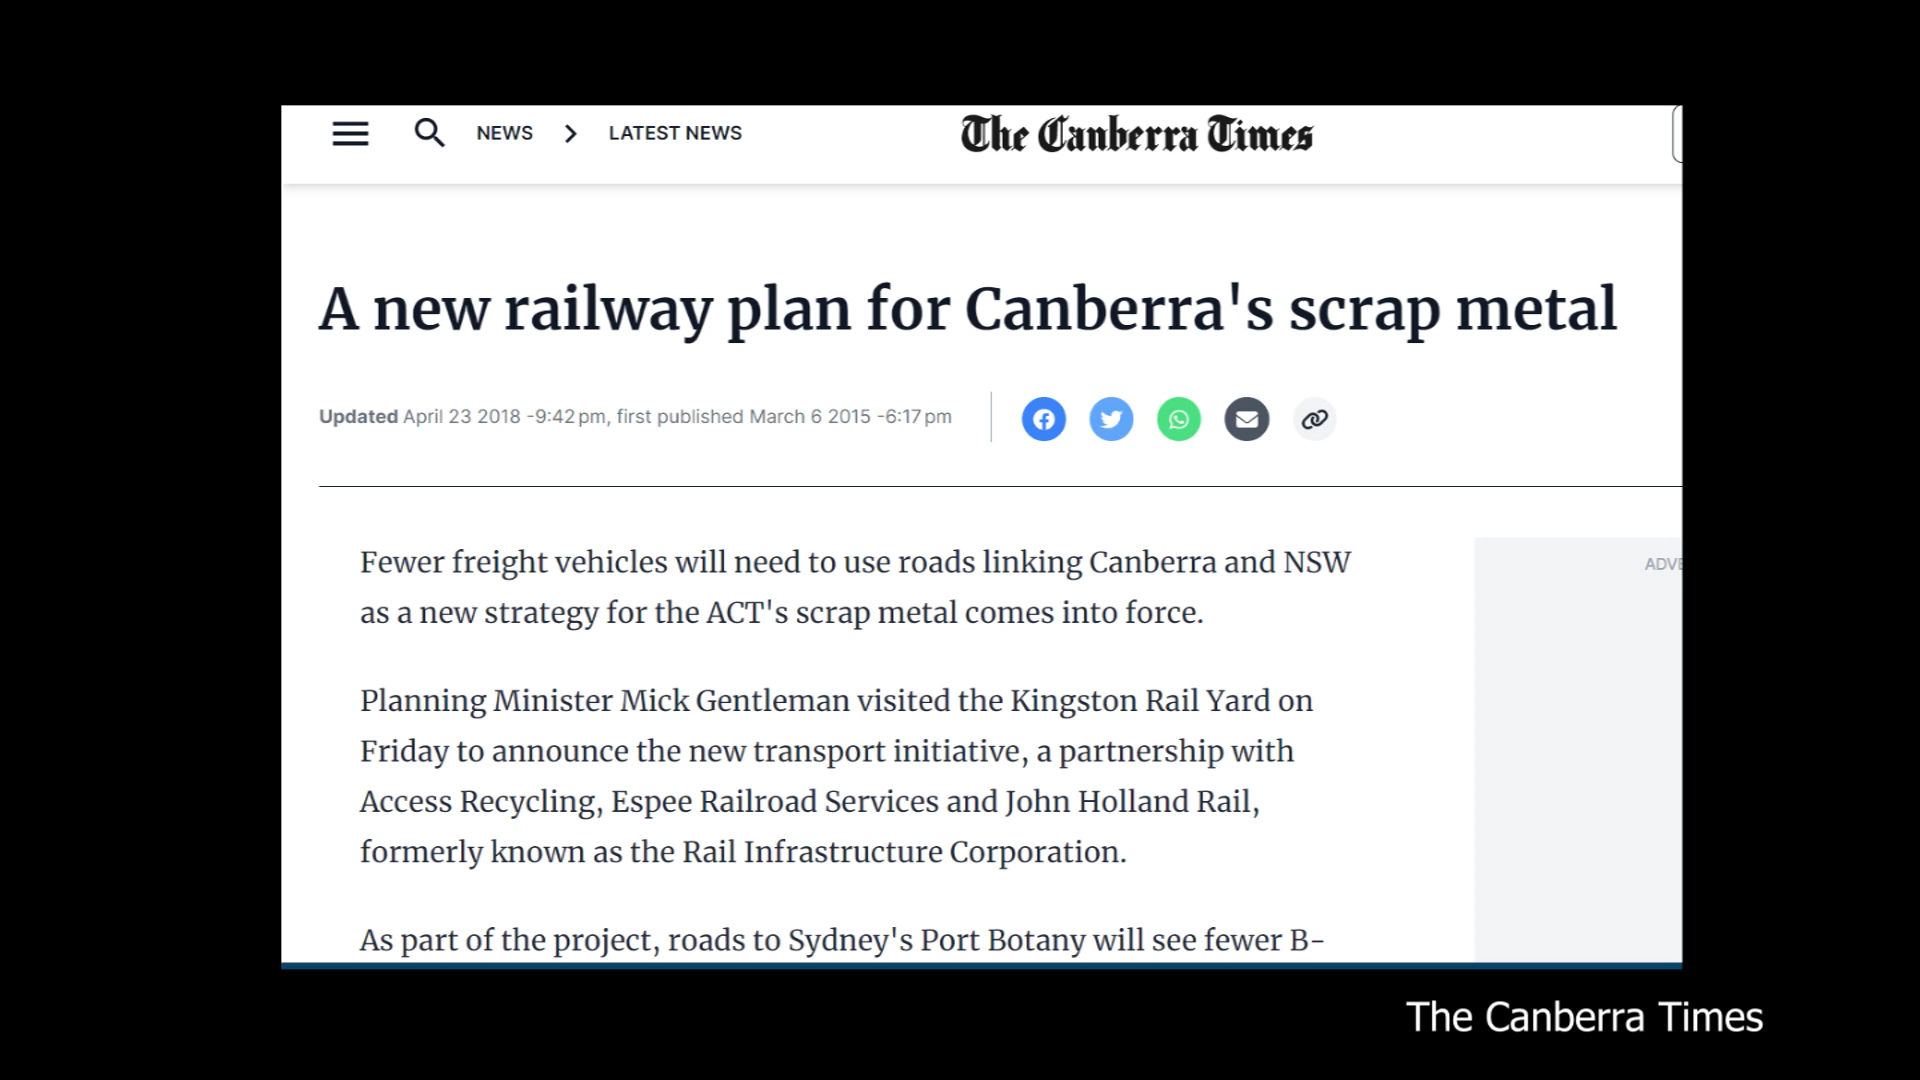 NEWS > LATEST NEWS
The Canberra Times
A new railway plan for Canberra's scrap metal
Updated April 23 2018 -9:42pm, first published March 6 2015 -6:17pm
Fewer freight vehicles will need to use roads linking Canberra and NSW
as a new strategy for the ACT's scrap metal comes into force.
ADVE
Planning Minister Mick Gentleman visited the Kingston Rail Yard on
Friday to announce the new transport initiative, a partnership with
Access Recycling, Espee Railroad Services and John Holland Rail,
formerly known as the Rail Infrastructure Corporation.
As part of the project, roads to Sydney's Port Botany will see fewer B-
The Canberra Times